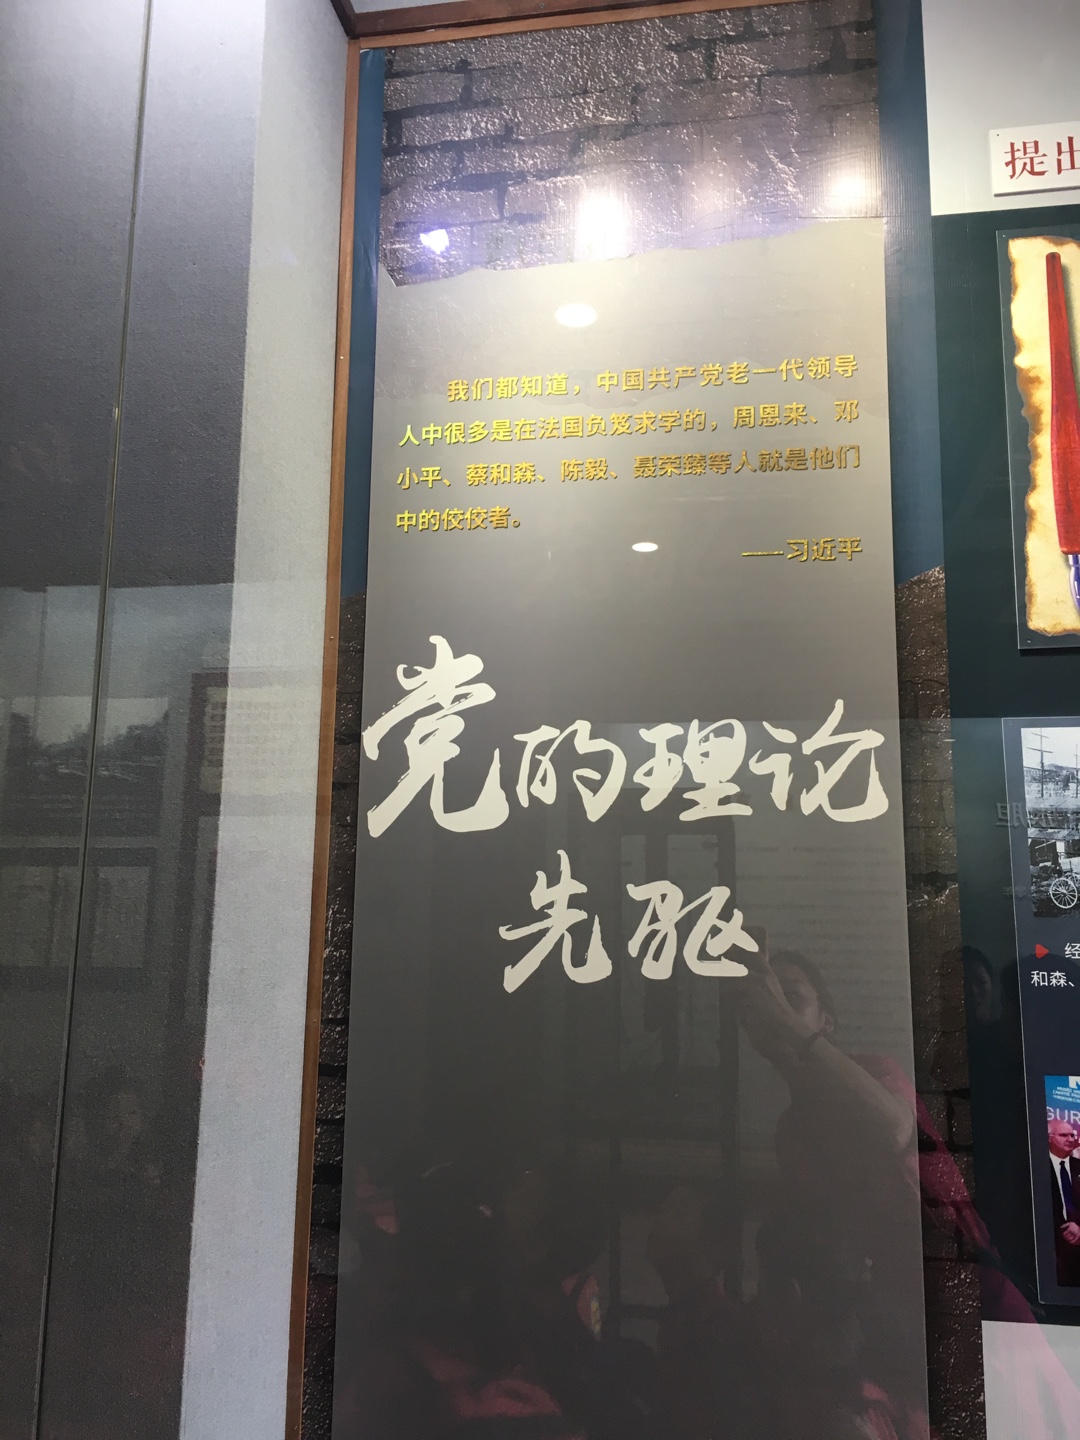 提出
我们都知道，中国共产党老一代领导
人中很多是在法国负笈求学的，周恩来、邓
小平、蔡和森、陈毅、聂荣臻等人就是他们
中的佼佼者。
——习近平
党的理论
先驱
经
和森、
GUR